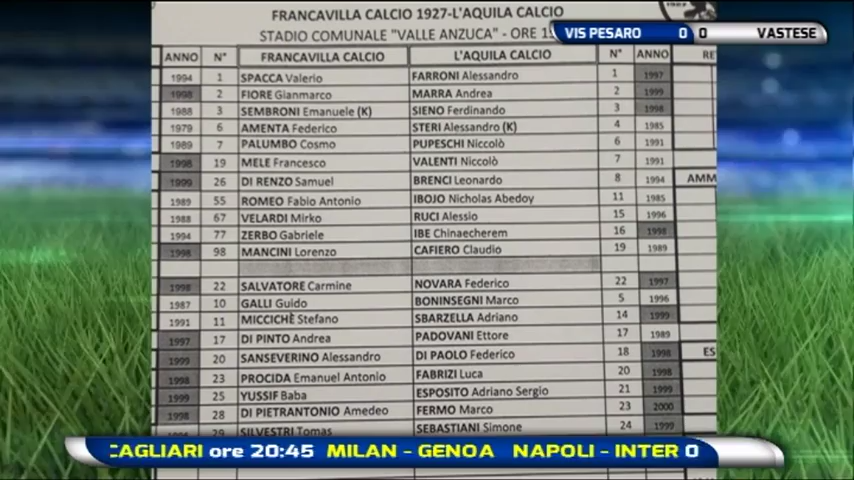 FRANCAVILLA CALCIO 1927-L'AQUILA CALCIO
STADIO COMUNALE "VALLE ANZUCA" - ORE
VIS PESARO 0 0 VASTESE
ANNO N° FRANCAVILLA CALCIO L'AQUILA CALCIO N° ANNO
1994 1 SPACCA Valerio FARRONI Alessandro 1 1997
1998 2 FIORE Gianmarco MARRA Andrea 2 1999
1988 3 SEMBRONI Emanuele (K) SIENO Ferdinando 3 1998
1979 6 AMENTA Federico STERI Alessandro (K) 4 1985
1989 7 PALUMBO Cosmo PUPESCHI Niccolò 6 1991
1998 19 MELE Francesco VALENTI Niccolò 7 1991
1999 26 DI RENZO Samuel BRENCI Leonardo 8 1994 AMM
1989 55 ROMEO Fabio Antonio IBOJO Nicholas Abedoy 11 1985
1988 67 VELARDI Mirko RUCI Alessio 15 1996
1994 77 ZERBO Gabriele IBE Chinaecherem 16 1998
1998 98 MANCINI Lorenzo CAFIERO Claudio 19 1989
1998 22 SALVATORE Carmine NOVARA Federico 22 1997
1987 10 GALLI Guido BONINSEGNI Marco 5 1996
1991 11 MICCICHÈ Stefano SBARZELLA Adriano 14 1999
1997 17 DI PINTO Andrea PADOVANI Ettore 17 1989
1999 20 SANSEVERINO Alessandro DI PAOLO Federico 18 1998 ES
1998 23 PROCIDA Emanuel Antonio FABRIZI Luca 20 1998
1999 25 YUSSIF Baba ESPOSITO Adriano Sergio 21 1999
1998 28 DI PIETRANTONIO Amedeo FERMO Marco 23 2000
29 SILVESTRI Tomas SEBASTIANI Simone 24 1999
CAGLIARI ore 20:45 MILAN - GENOA NAPOLI - INTER 0